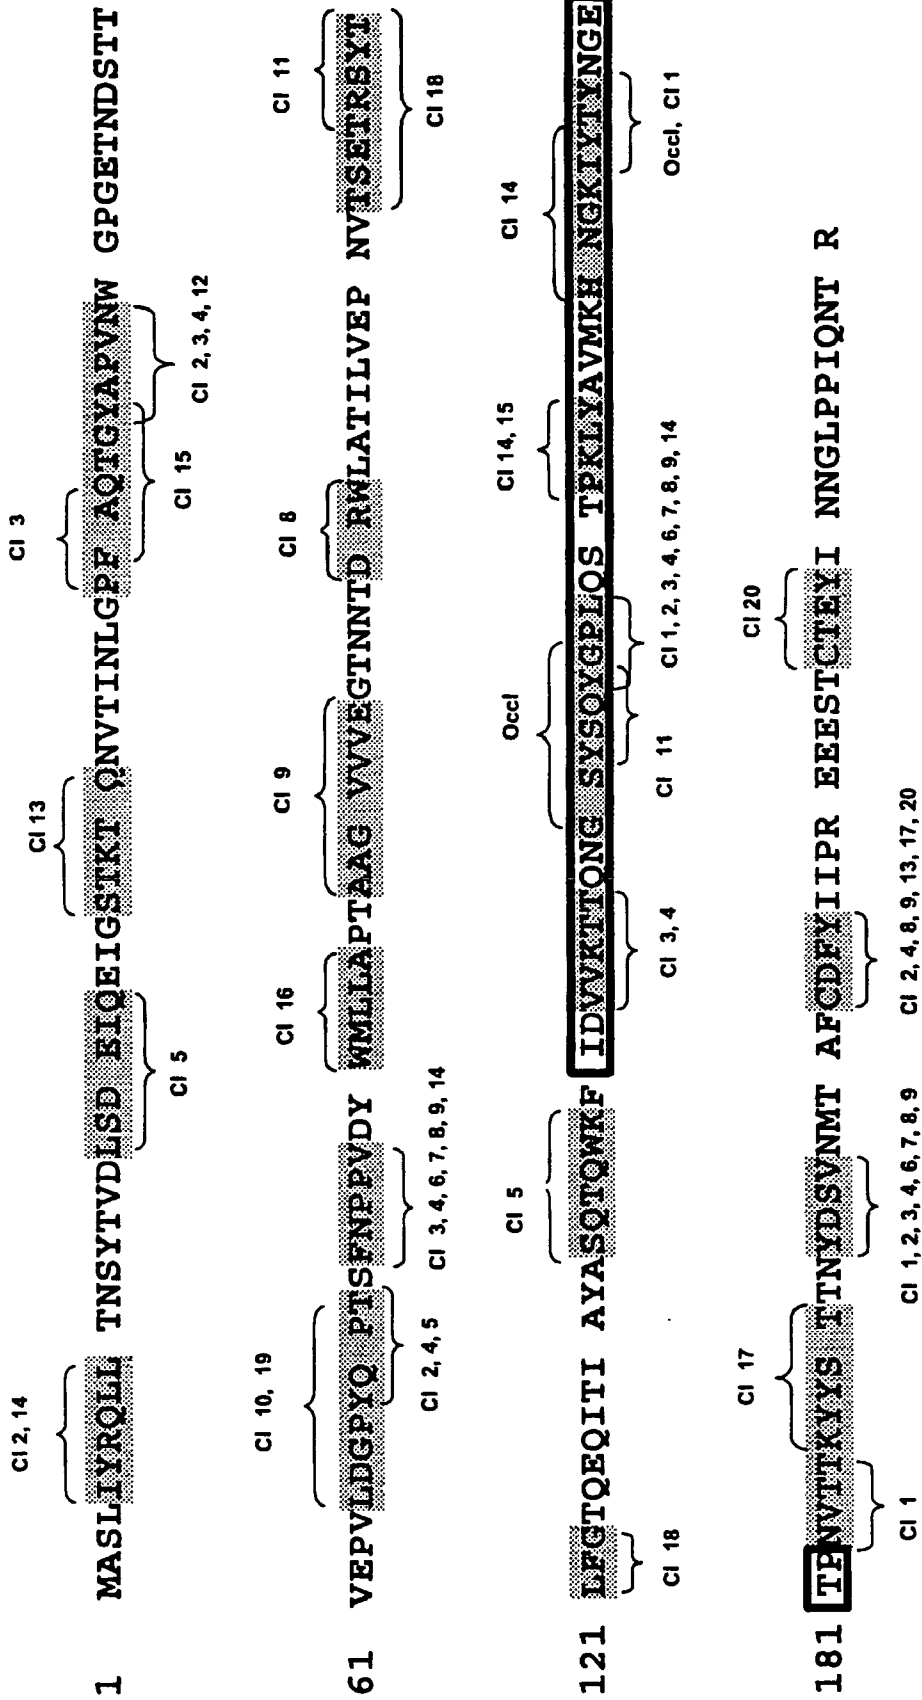 Cl 2, 14 Cl 13 Cl 3
1 MASLIYRQLL TNSYTVDLSD EIQEIGSTKT QNVTINLGPF AQTGYAPVNW GPGETNDSTT
Cl 5 Cl 15 Cl 2, 3, 4, 12
Cl 10, 19 Cl 16 Cl 9 Cl 8 Cl 11
61 VEPVLDGPYQ PTSFNPPVDY WMLLAPTAAG VVVEGTNNTD RWLATILVEP NVTSETRSYT
Cl 2, 4, 5 Cl 3, 4, 6, 7, 8, 9, 14 Cl 18
Cl 5 Occl Cl 14, 15 Cl 14
121 LFGTQEQITI AYASQTQWKF IDVVKTTQNG SYSQYGPLQS TPKLYAVMKH NGKIYTYNGE
Cl 18 Cl 3, 4 Cl 11 Cl 1, 2, 3, 4, 6, 7, 8, 9, 14 Occl, Cl 1
Cl 17 Cl 20
181 TPNVTTKYYS TTNYDSVNMT AFCDFYIIPR EEESTCTEYI NNGLPPIQNT R
Cl 1 Cl 1, 2, 3, 4, 6, 7, 8, 9 Cl 2, 4, 8, 9, 13, 17, 20